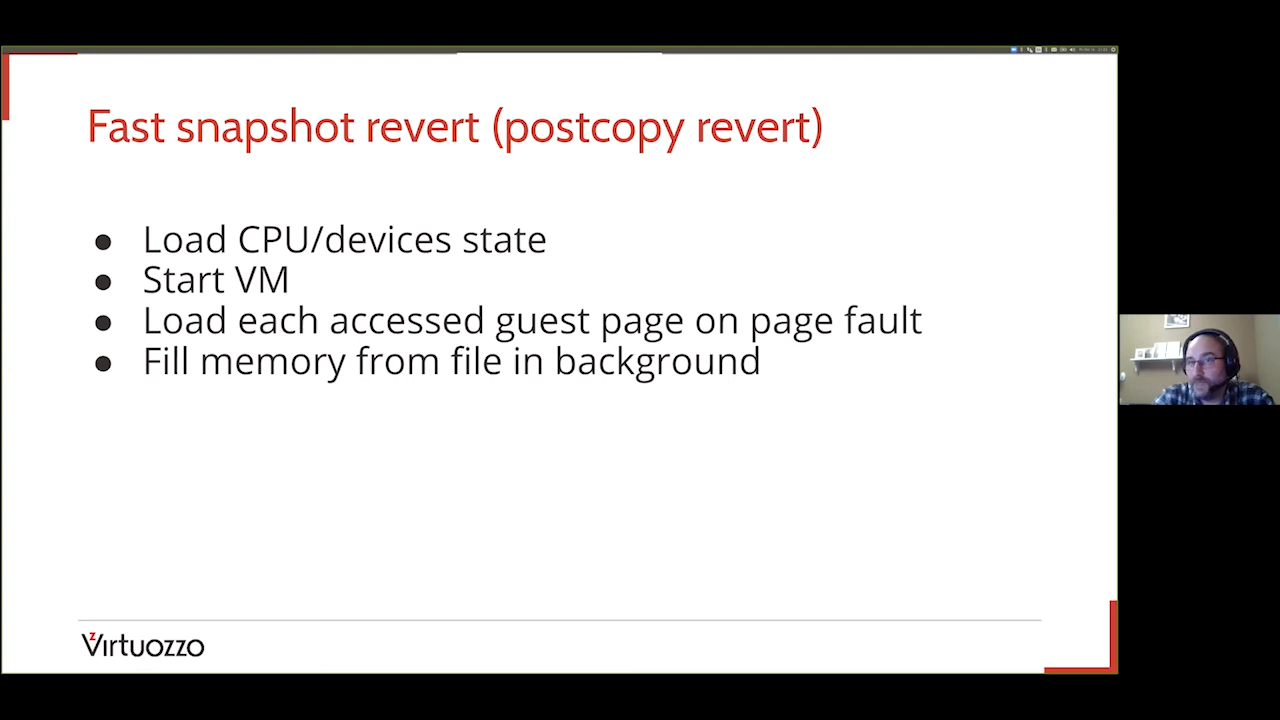 Fast snapshot revert (postcopy revert)
● Load CPU/devices state
● Start VM
● Load each accessed guest page on page fault
● Fill memory from file in background
Virtuozzo